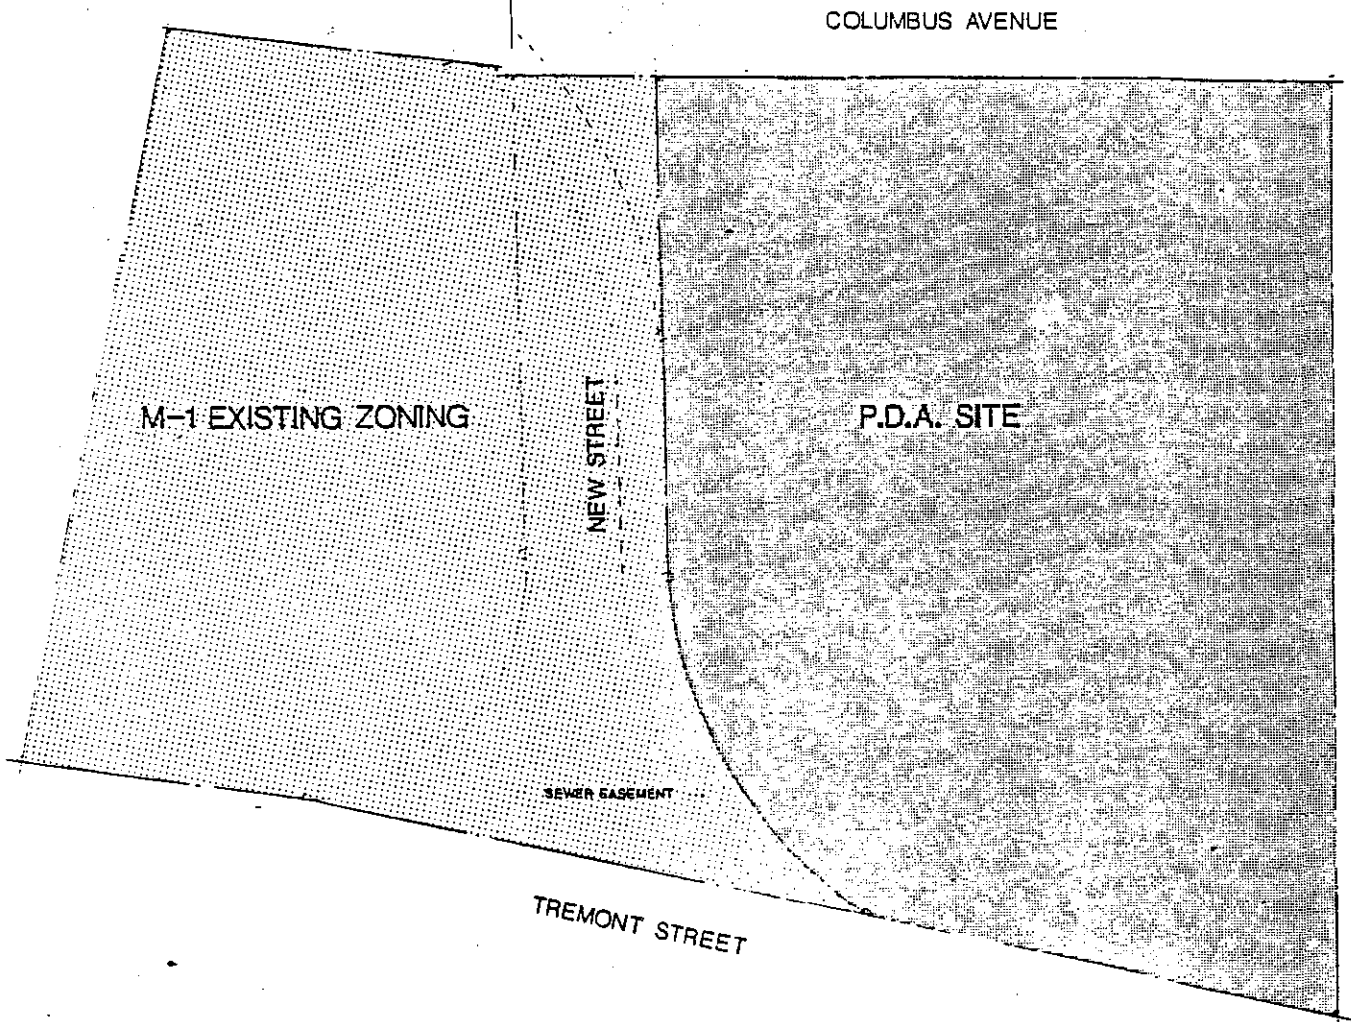 COLUMBUS AVENUE
M-1 EXISTING ZONING
NEW STREET
P.D.A. SITE
SEWER EASEMENT
TREMONT STREET